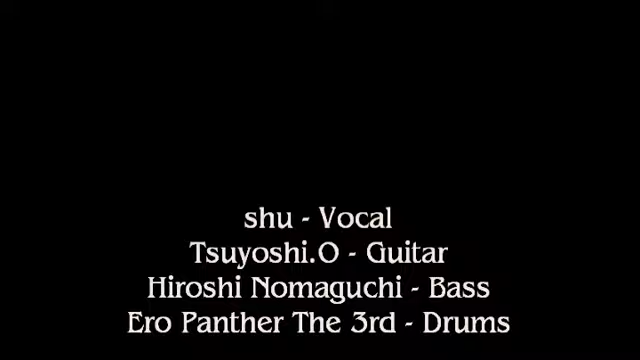 shu - Vocal
Tsuyoshi.O - Guitar
Hiroshi Nomaguchi - Bass
Ero Panther The 3rd - Drums